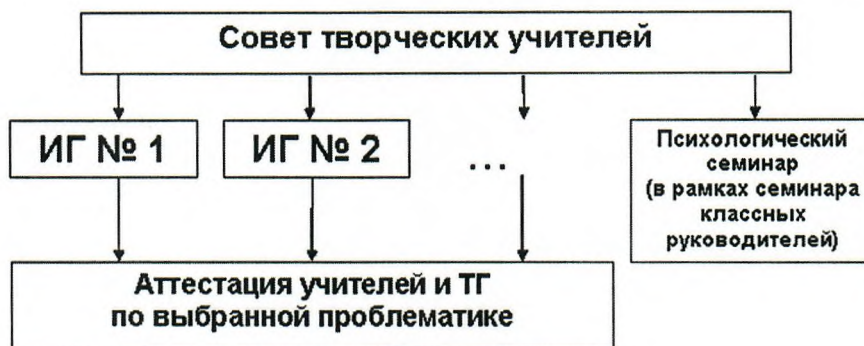 Совет творческих учителей
ИГ № 1
ИГ № 2
...
Психологический
семинар
(в рамках семинара
классных
руководителей)
Аттестация учителей и ТГ
по выбранной проблематике